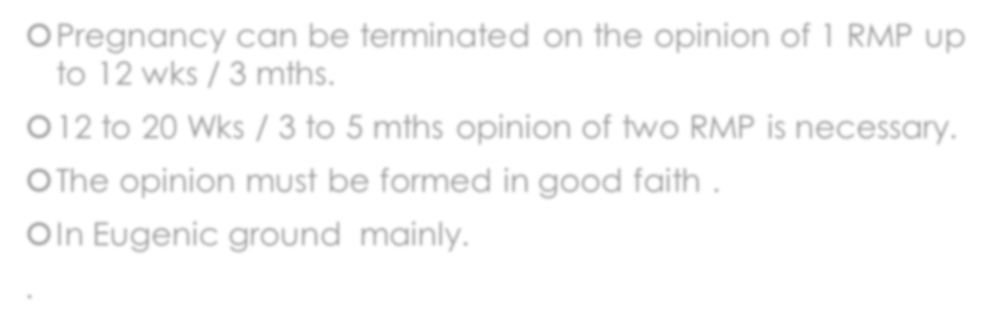 Pregnancy can be terminated on the opinion of 1 RMP up
to 12 wks / 3 mths.
12 to 20 Wks / 3 to 5 mths opinion of two RMP is necessary.
The opinion must be formed in good faith .
In Eugenic ground  mainly.
.